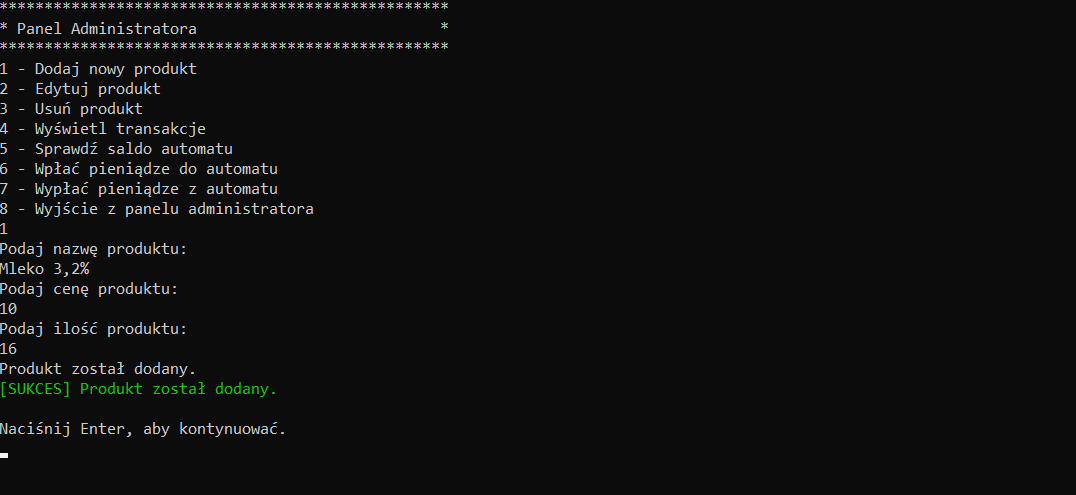 **************************************************
* Panel Administratora                           *
**************************************************
1 - Dodaj nowy produkt
2 - Edytuj produkt
3 - Usuń produkt
4 - Wyświetl transakcje
5 - Sprawdź saldo automatu
6 - Wpłać pieniądze do automatu
7 - Wypłać pieniądze z automatu
8 - Wyjście z panelu administratora
1
Podaj nazwę produktu:
Mleko 3,2%
Podaj cenę produktu:
10
Podaj ilość produktu:
16
Produkt został dodany.
[SUKCES] Produkt został dodany.
Naciśnij Enter, aby kontynuować.